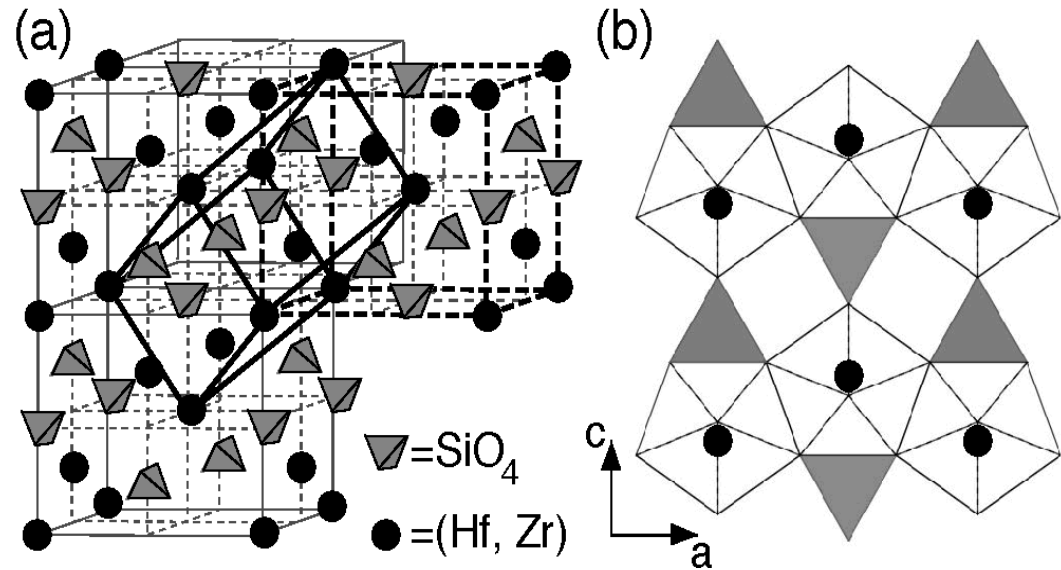 (a)
(b)
=SiO₄
=(Hf, Zr)
c
a